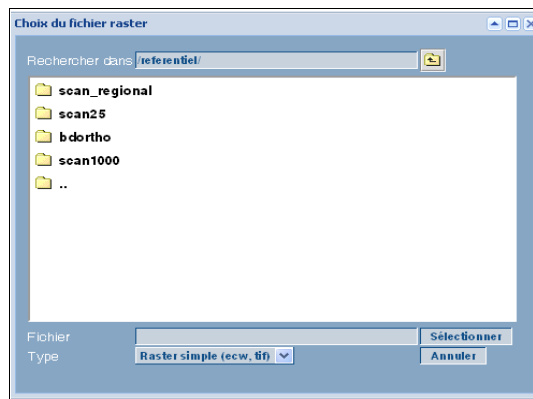 Choix du fichier raster
Rechercher dans /referentiel/
scan_regional
scan25
bdortho
scan1000
..
Fichier Sélectionner
Type Raster simple (ecw, tif) Annuler